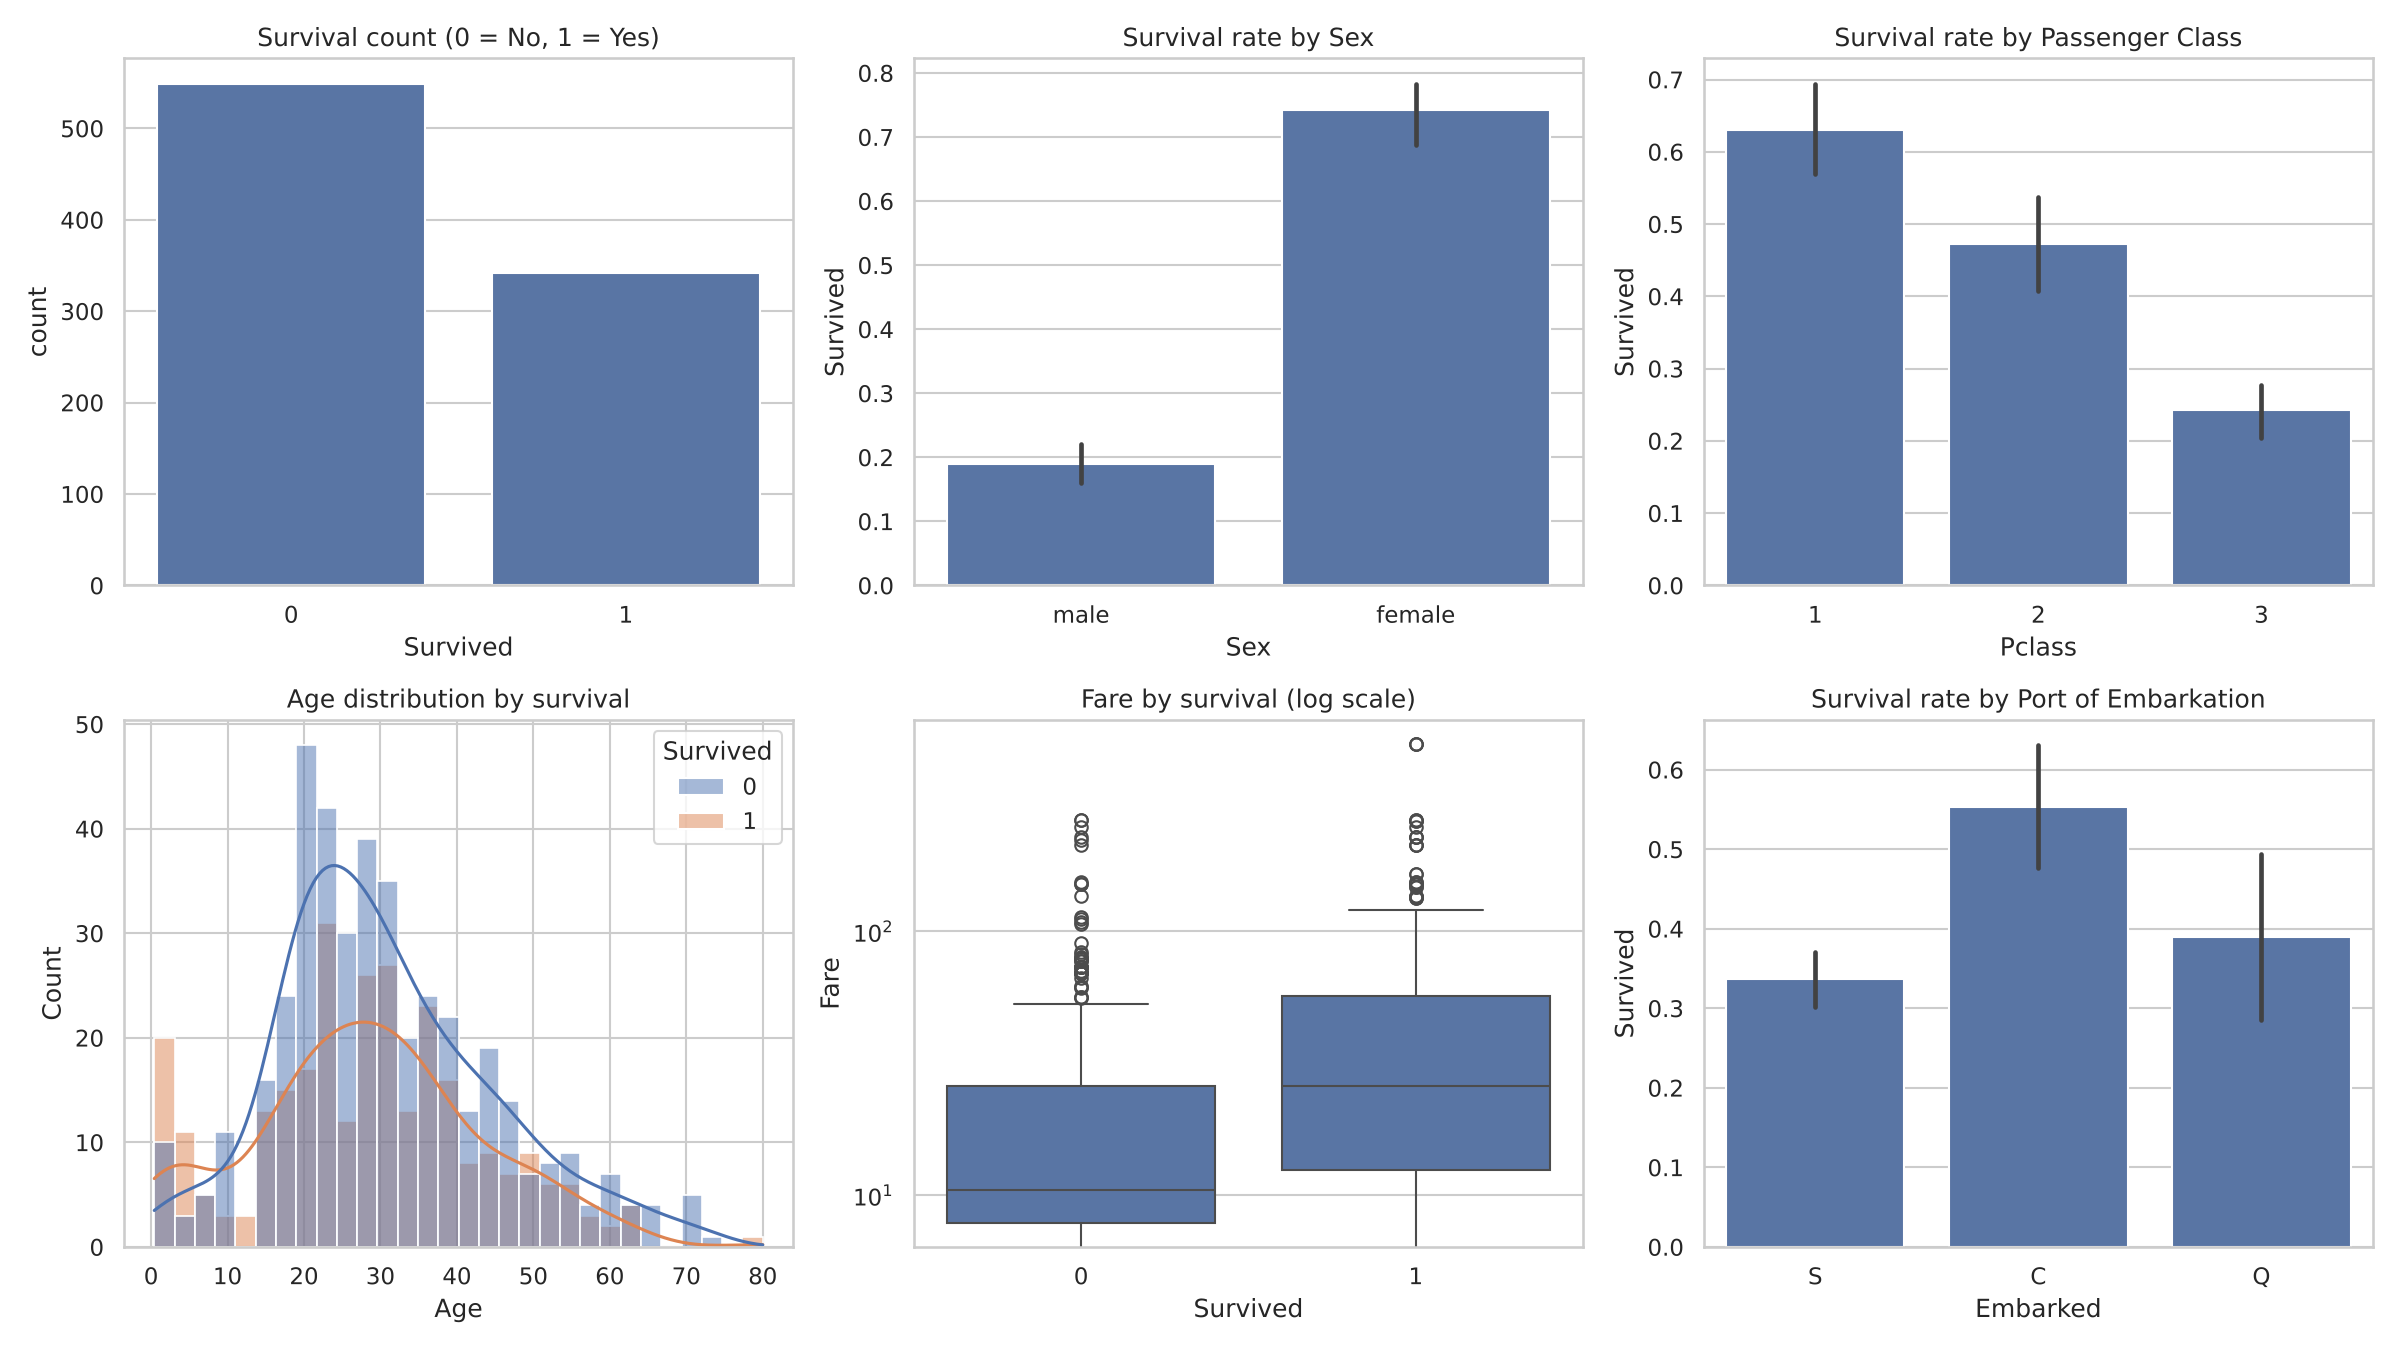 Survival count (0 = No, 1 = Yes)
count
500
400
300
200
100
0
0 1
Survived
Survival rate by Sex
Survived
0.8
0.7
0.6
0.5
0.4
0.3
0.2
0.1
0.0
male female
Sex
Survival rate by Passenger Class
Survived
0.7
0.6
0.5
0.4
0.3
0.2
0.1
0.0
1 2 3
Pclass
Age distribution by survival
Count
50
40
30
20
10
0
Survived
0
1
0 10 20 30 40 50 60 70 80
Age
Fare by survival (log scale)
Fare
10²
10¹
0 1
Survived
Survival rate by Port of Embarkation
Survived
0.6
0.5
0.4
0.3
0.2
0.1
0.0
S C Q
Embarked